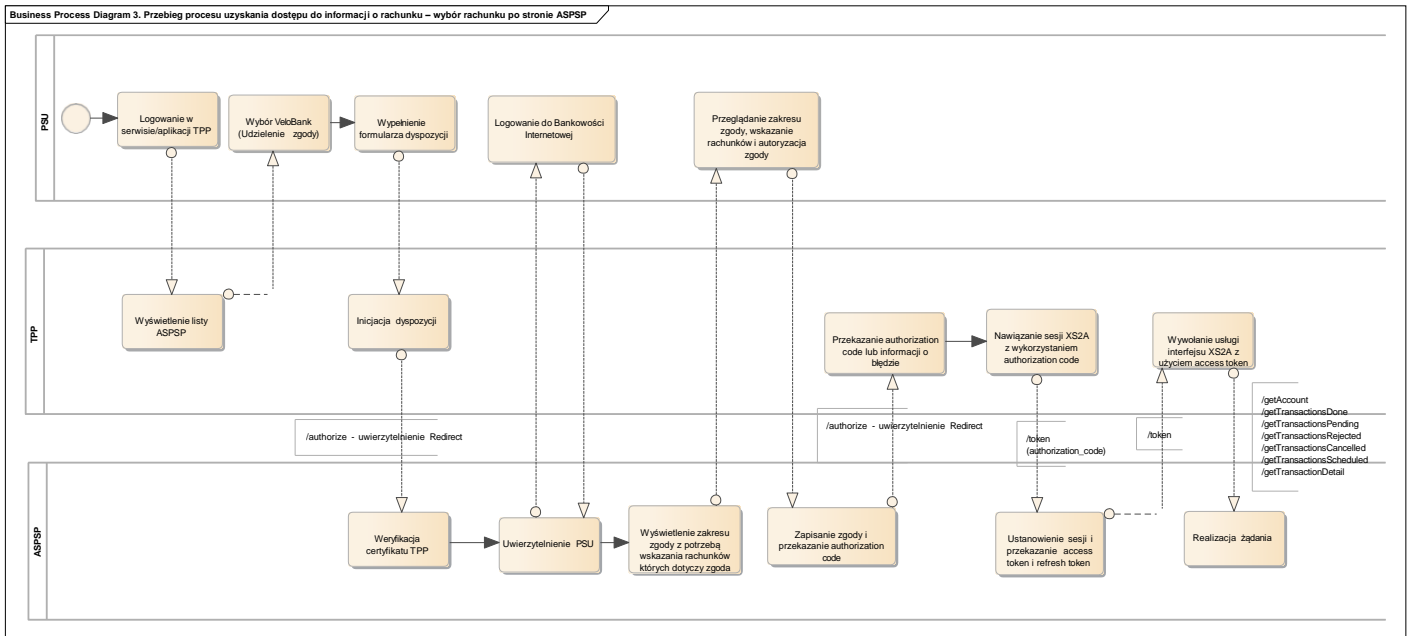 Business Process Diagram 3. Przebieg procesu uzyskania dostępu do informacji o rachunku – wybór rachunku po stronie ASPSP
PSU
Logowanie w
serwisie/aplikacji TPP
Wybór VeloBank
(Udzielenie zgody)
Wypełnienie
formularza dyspozycji
Logowanie do Bankowości
Internetowej
Przeglądanie zakresu
zgody, wskazanie
rachunków i autoryzacja
zgody
TPP
Wyświetlenie listy
ASPSP
Inicjacja dyspozycji
Przekazanie authorization
code lub informacji o
błędzie
Nawiązanie sesji XS2A
z wykorzystaniem
authorization code
Wywołanie usługi
interfejsu XS2A z
użyciem access token
/authorize - uwierzytelnienie Redirect
/authorize - uwierzytelnienie Redirect
/token
(authorization_code)
/token
/getAccount
/getTransactionsDone
/getTransactionsPending
/getTransactionsRejected
/getTransactionsCancelled
/getTransactionsScheduled
/getTransactionDetail
ASPSP
Weryfikacja
certyfikatu TPP
Uwierzytelnienie PSU
Wyświetlenie zakresu
zgody z potrzebą
wskazania rachunków
których dotyczy zgoda
Zapisanie zgody i
przekazanie authorization
code
Ustanowienie sesji i
przekazanie access
token i refresh token
Realizacja żądania